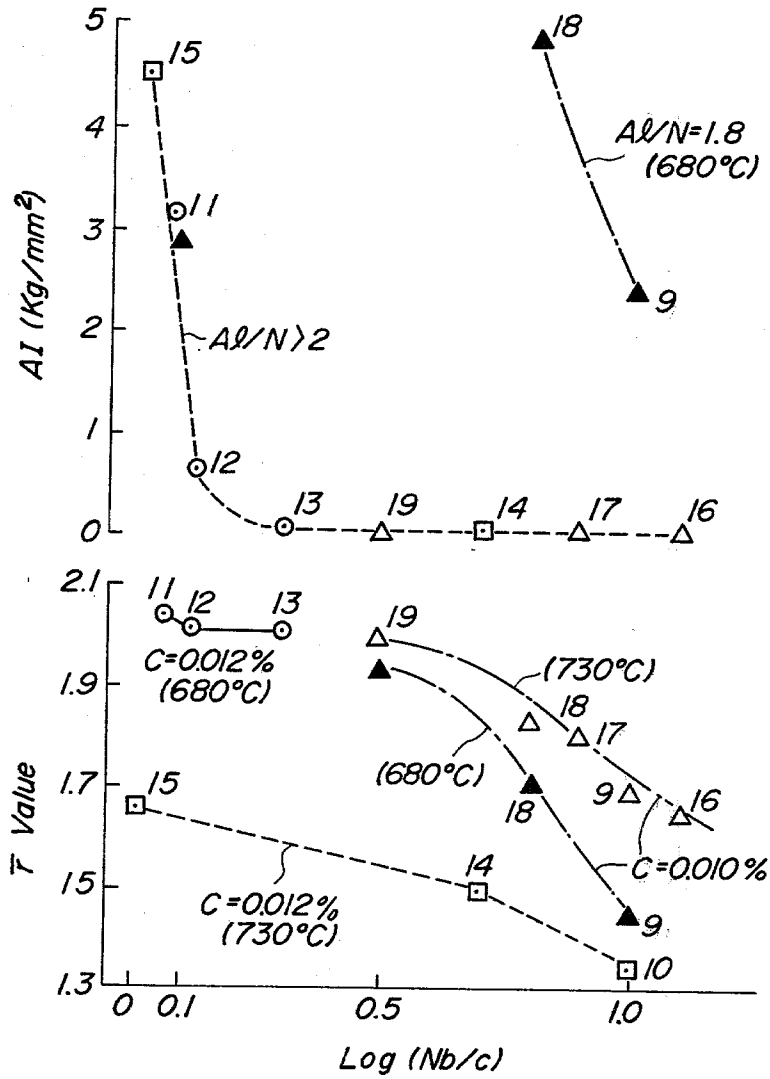 5
15
18
4
Al/N=1.8
(680°C)
11
3
9
AI (Kg/mm²)
2
Al/N>2
1
12
13
19
14
17
16
0
2.1
11
12
13
19
C=0.012%
(680°C)
(730°C)
1.9
18
17
(680°C)
9
16
1.7
15
18
r̅ Value
14
C=0.010%
15
C=0.012%
(730°C)
9
10
1.3
0
0.1
0.5
1.0
Log (Nb/c)